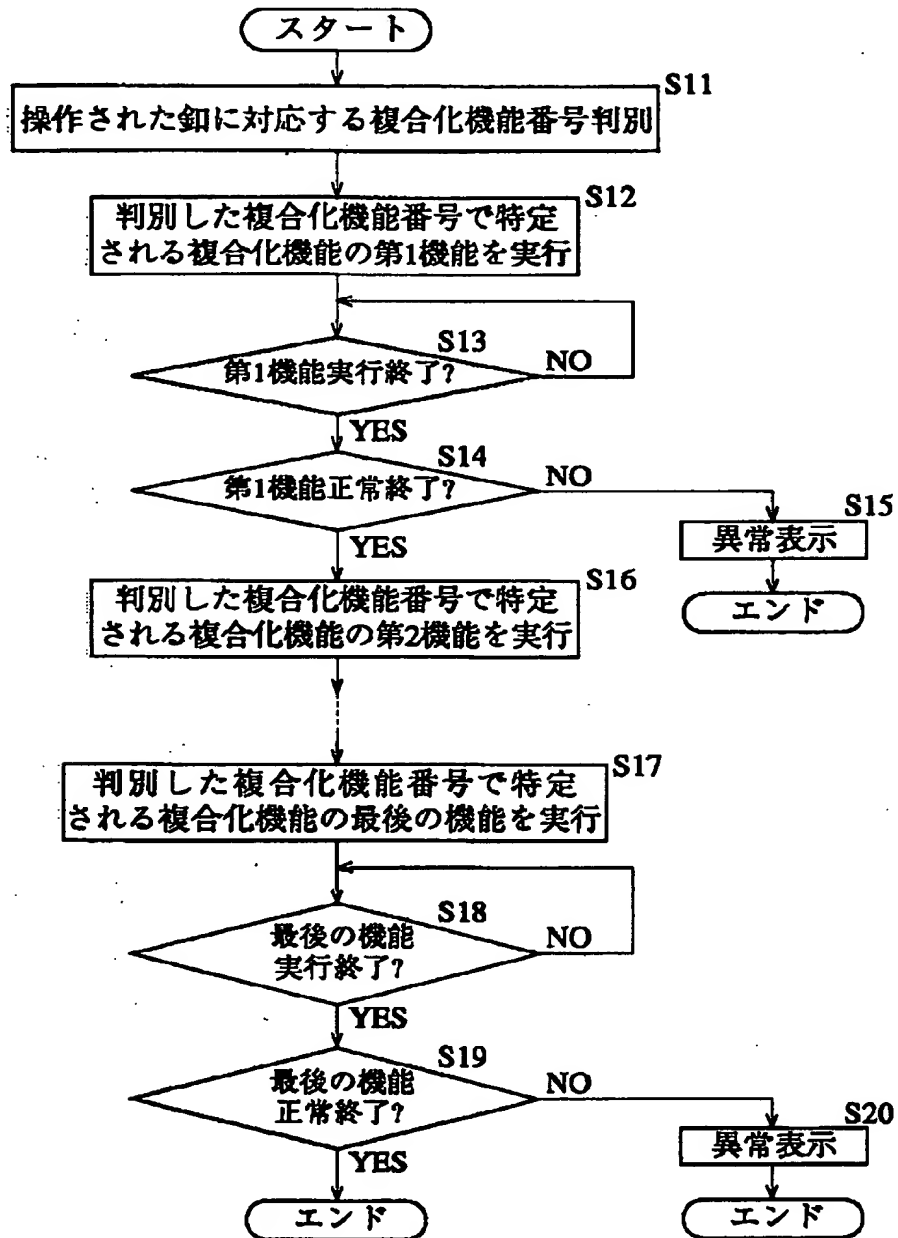 スタート
S11
操作された釦に対応する複合化機能番号判別
S12
判別した複合化機能番号で特定
される複合化機能の第1機能を実行
S13
第1機能実行終了?
NO
YES
S14
第1機能正常終了?
NO
YES
S15
異常表示
エンド
S16
判別した複合化機能番号で特定
される複合化機能の第2機能を実行
S17
判別した複合化機能番号で特定
される複合化機能の最後の機能を実行
S18
最後の機能
実行終了?
NO
YES
S19
最後の機能
正常終了?
NO
YES
S20
異常表示
エンド
エンド